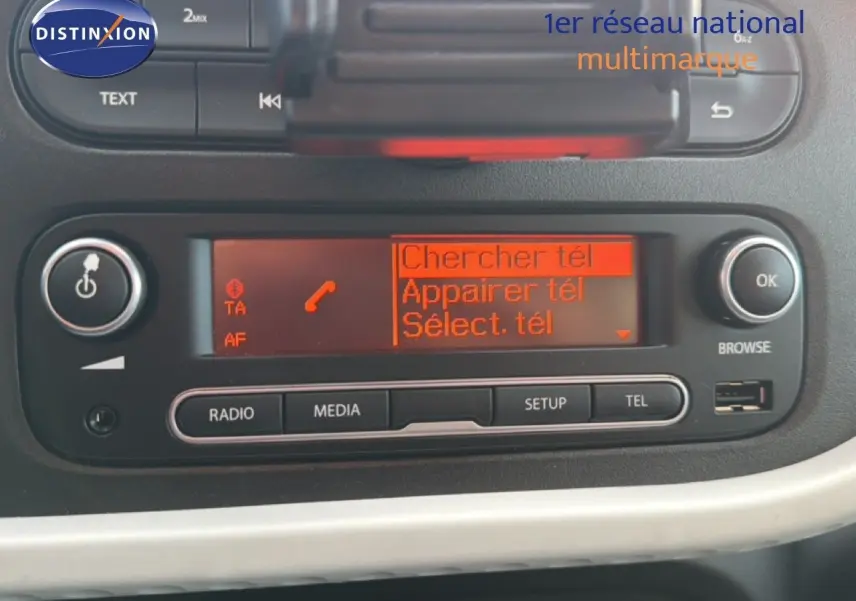 DISTINXION
1er réseau national
multimarque
2MIX
TEXT
Chercher tél
Appairer tél
Sélect. tél
TA
AF
OK
BROWSE
RADIO
MEDIA
SETUP
TEL